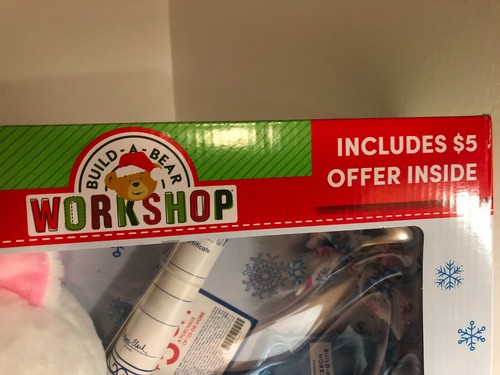 BUILD-A-BEAR
WORKSHOP
INCLUDES $5
OFFER INSIDE